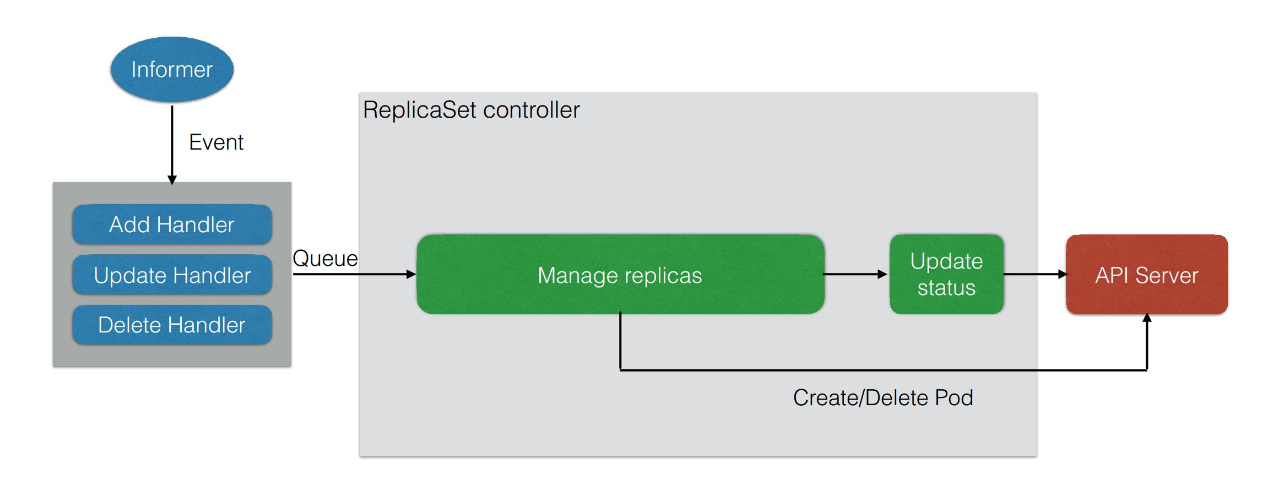 Informer
Event
ReplicaSet controller
Add Handler
Update Handler
Delete Handler
Queue
Manage replicas
Update
status
API Server
Create/Delete Pod